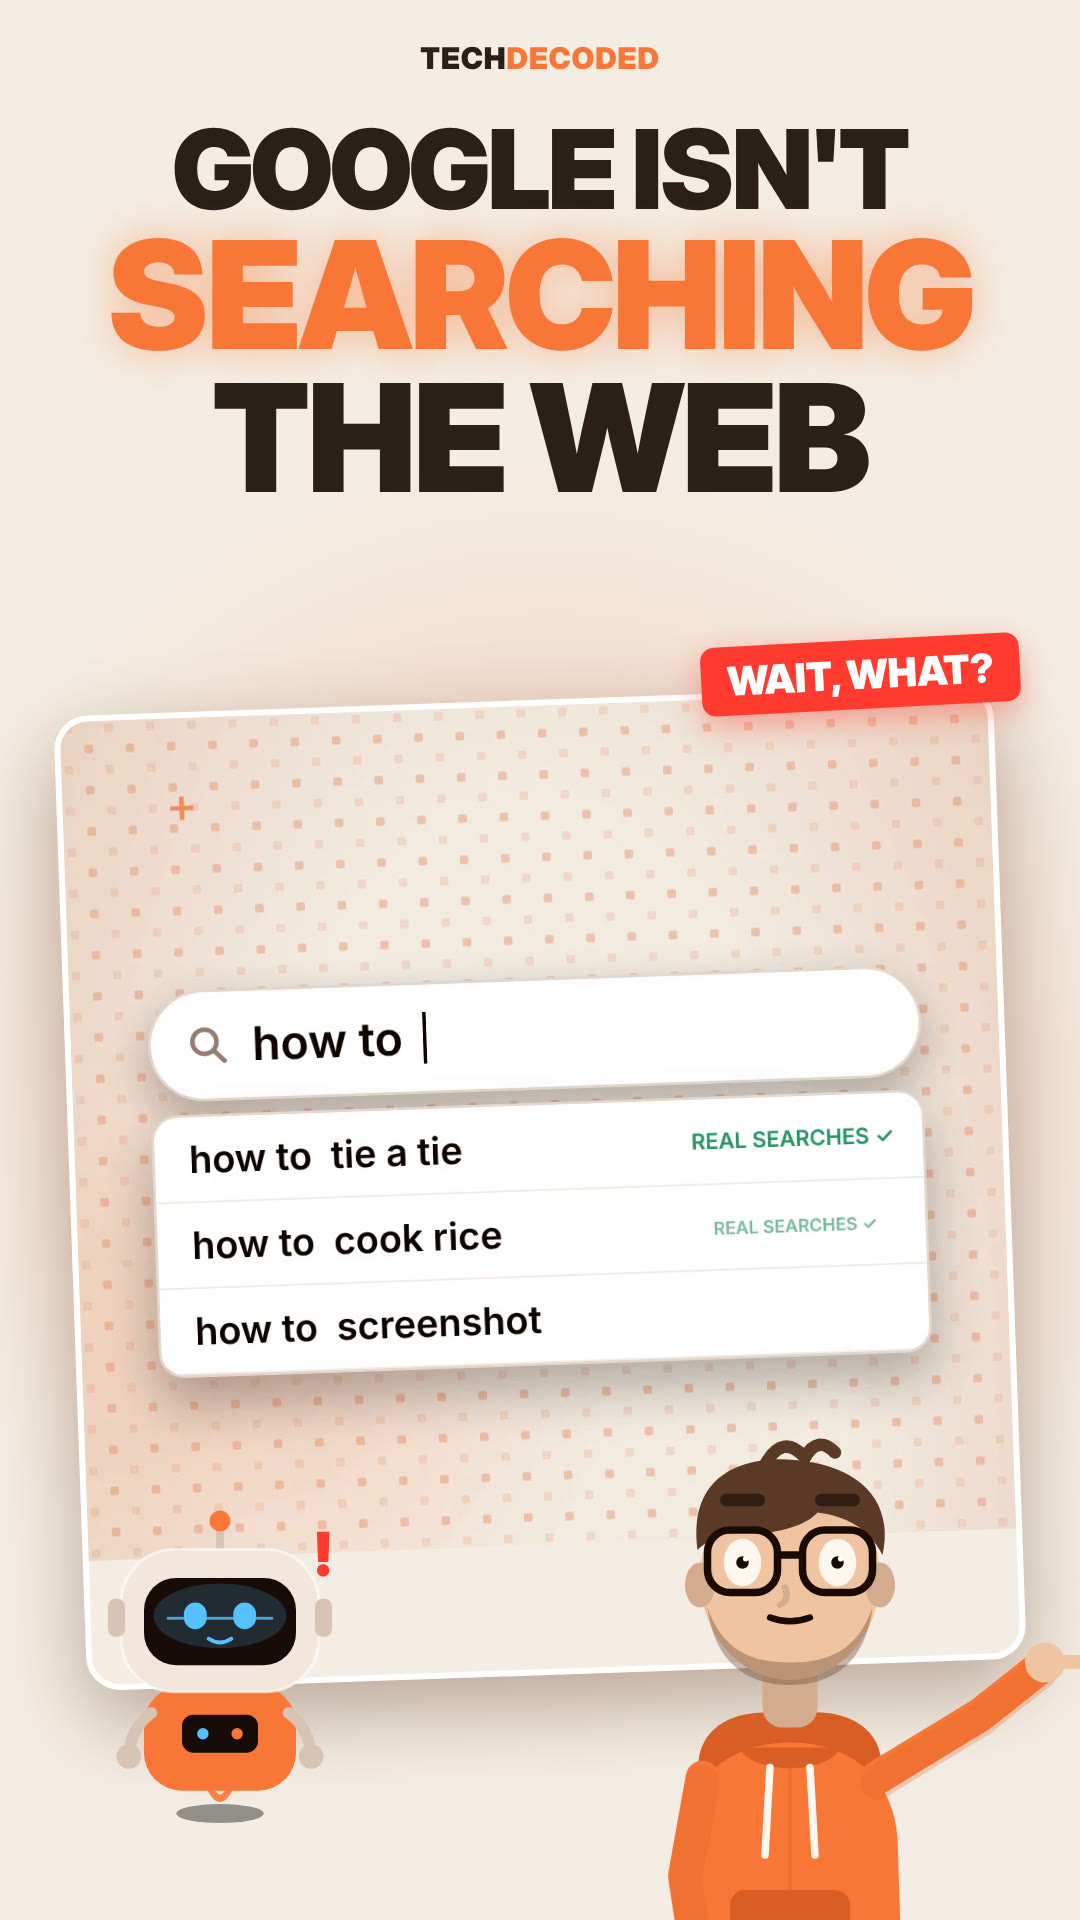 TECHDECODED
GOOGLE ISN'T
SEARCHING
THE WEB
WAIT, WHAT?
how to
how to tie a tie REAL SEARCHES ✓
how to cook rice REAL SEARCHES ✓
how to screenshot
!